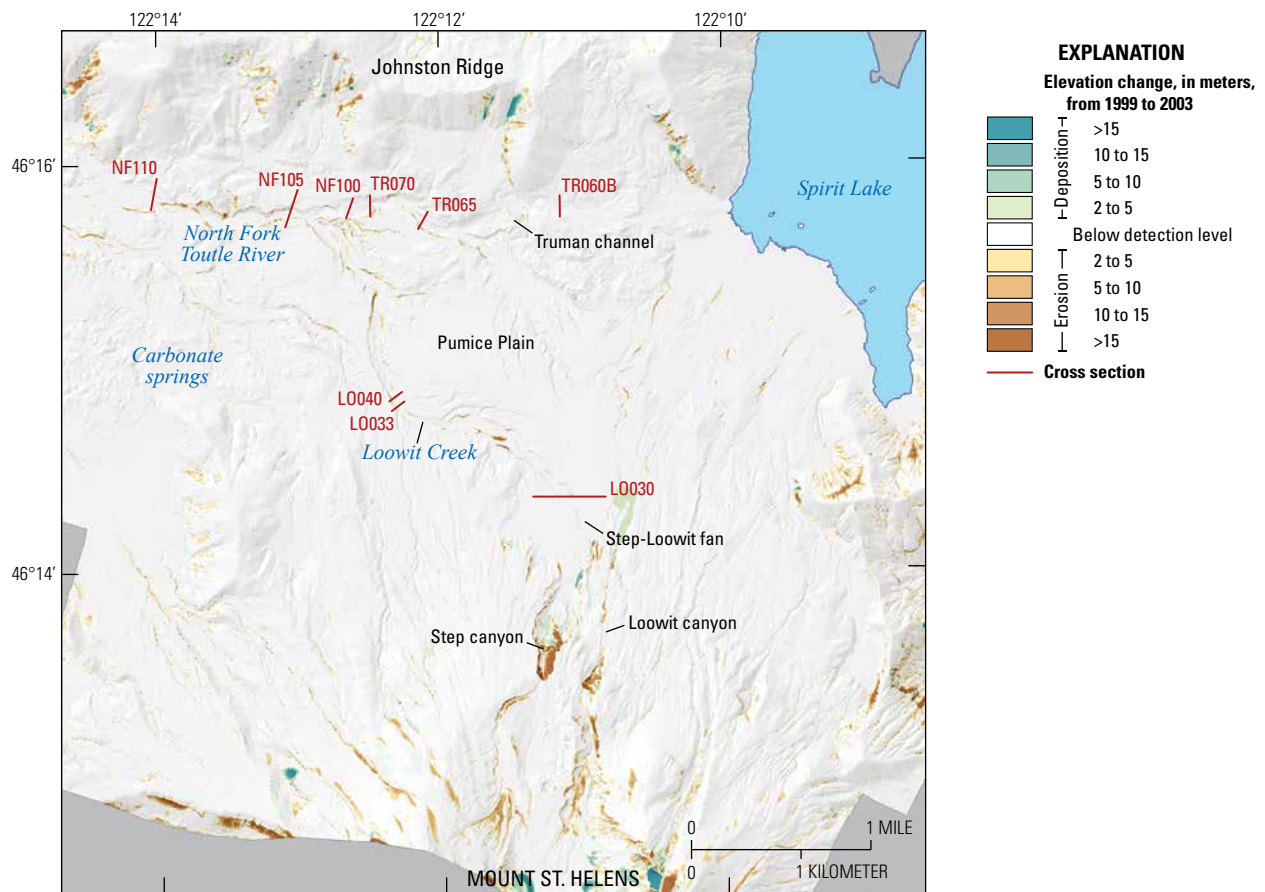 122°14′ 122°12′ 122°10′
Johnston Ridge
46°16′
NF110
NF105
NF100
TR070
TR065
TR060B
Spirit Lake
North Fork
Toutle River
Truman channel
Pumice Plain
Carbonate
springs
LO040
LO033
Loowit Creek
LO030
Step-Loowit fan
46°14′
Loowit canyon
Step canyon
0 1 MILE
0 1 KILOMETER
MOUNT ST. HELENS
EXPLANATION
Elevation change, in meters,
from 1999 to 2003
Deposition
>15
10 to 15
5 to 10
2 to 5
Below detection level
Erosion
2 to 5
5 to 10
10 to 15
>15
Cross section